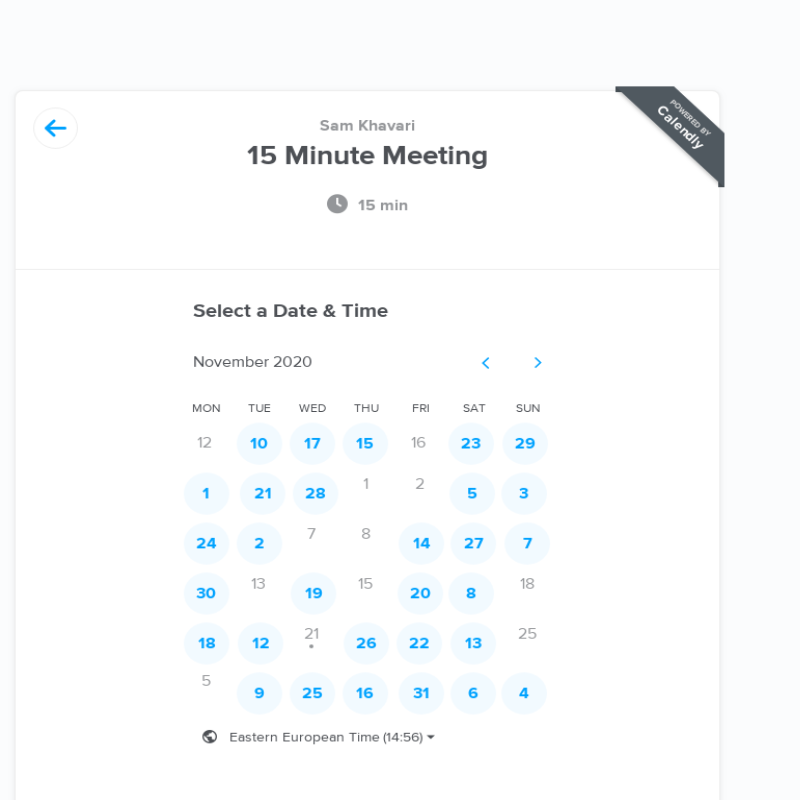 POWERED BY
Calendly
Sam Khavari
15 Minute Meeting
15 min
Select a Date & Time
November 2020
MON TUE WED THU FRI SAT SUN
12 10 17 15 16 23 29
1 21 28 1 2 5 3
24 2 7 8 14 27 7
30 13 19 15 20 8 18
18 12 21 26 22 13 25
5 9 25 16 31 6 4
Eastern European Time (14:56)